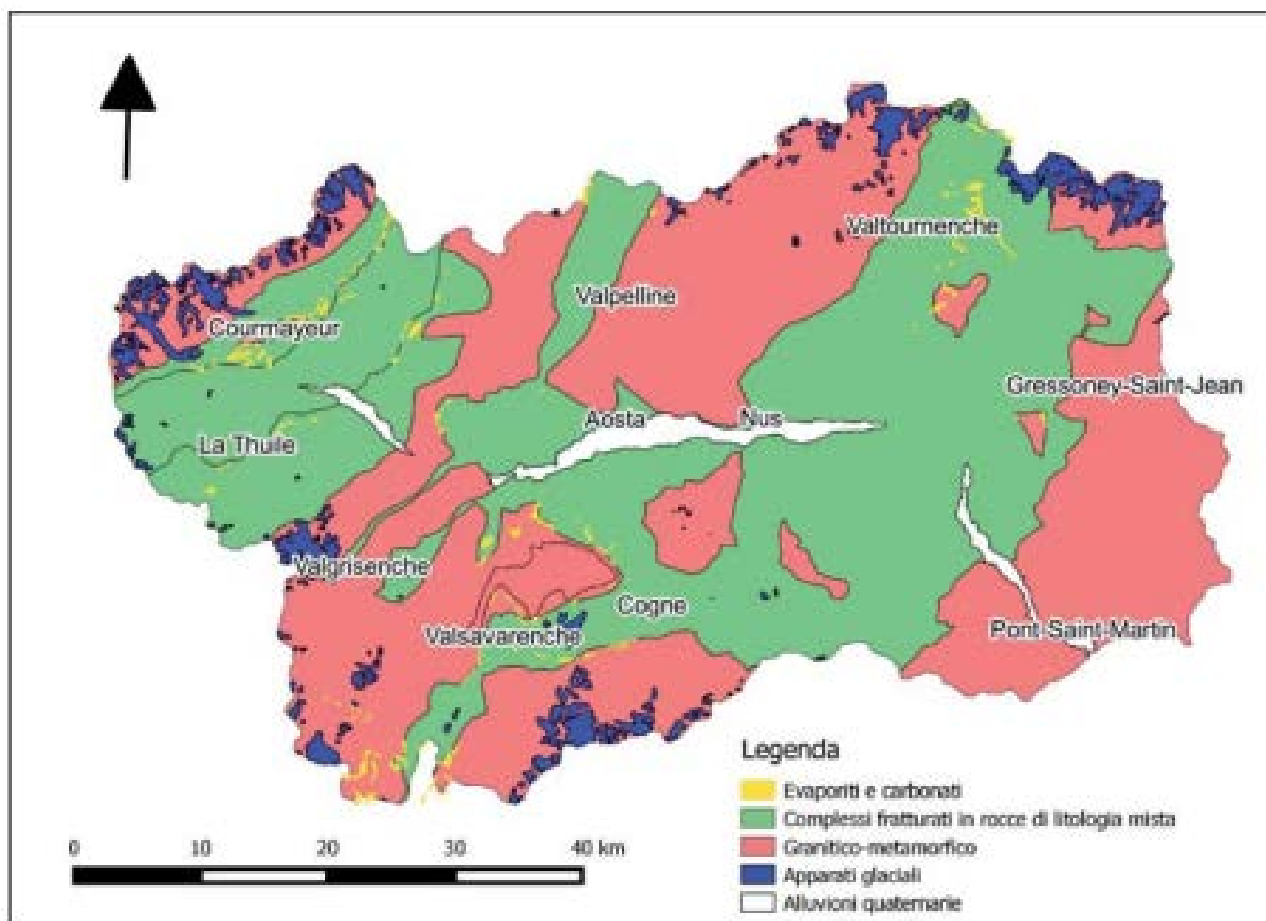 Valtournenche
Valpelline
Courmayeur
Gressoney-Saint-Jean
Aosta
Nus
La Thuile
Valgrisenche
Cogne
Valsavarenche
Pont-Saint-Martin
Legenda
Evaporiti e carbonati
Complessi fratturati in rocce di litologia mista
Granitico-metamorfico
Apparati glaciali
Alluvioni quaternarie
0 10 20 30 40 km